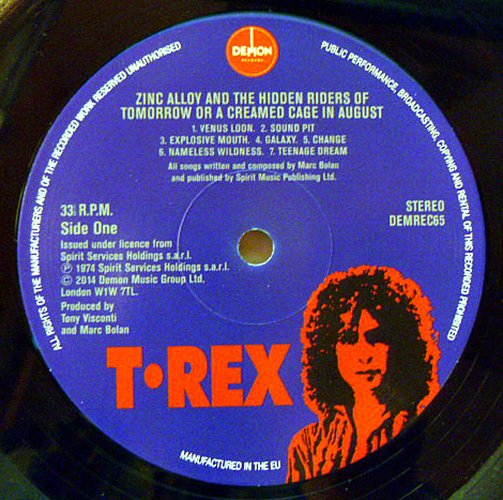 DEMON
RECORDS
ALL RIGHTS OF THE MANUFACTURERS AND OF THE RECORDED WORK RESERVED UNAUTHORISED
PUBLIC PERFORMANCE, BROADCASTING, COPYING AND RENTAL OF THIS RECORD PROHIBITED
ZINC ALLOY AND THE HIDDEN RIDERS OF
TOMORROW OR A CREAMED CAGE IN AUGUST
1. VENUS LOON. 2. SOUND PIT
3. EXPLOSIVE MOUTH. 4. GALAXY. 5. CHANGE
6. NAMELESS WILDNESS. 7. TEENAGE DREAM
All songs written and composed by Marc Bolan
and published by Spirit Music Publishing Ltd.
33⅓ R.P.M.
Side One
Issued under licence from
Spirit Services Holdings s.a.r.l.
℗ 1974 Spirit Services Holdings s.a.r.l.
© 2014 Demon Music Group Ltd.
London W1W 7TL.
Produced by
Tony Visconti
and Marc Bolan
STEREO
DEMREC65
T•REX
MANUFACTURED IN THE EU